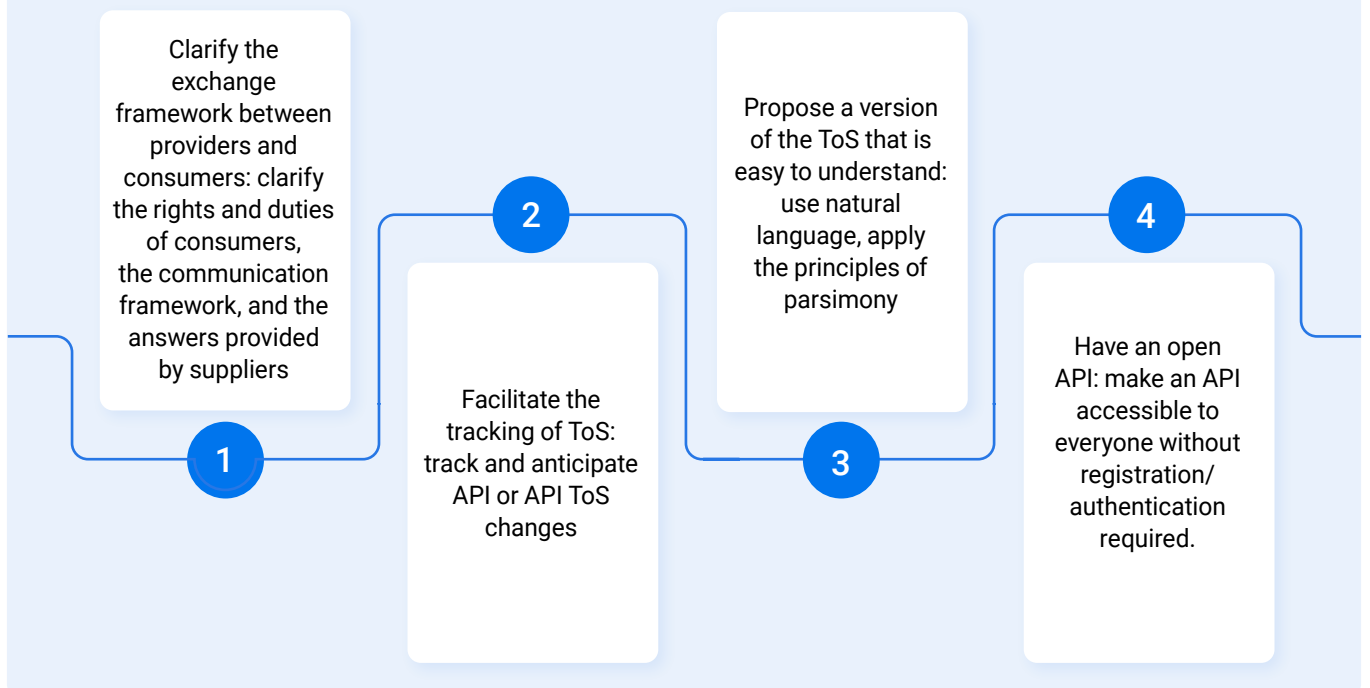 Clarify the
exchange
framework between
providers and
consumers: clarify
the rights and duties
of consumers,
the communication
framework, and the
answers provided
by suppliers
1
2
Facilitate the
tracking of ToS:
track and anticipate
API or API ToS
changes
Propose a version
of the ToS that is
easy to understand:
use natural
language, apply
the principles of
parsimony
3
4
Have an open
API: make an API
accessible to
everyone without
registration/
authentication
required.